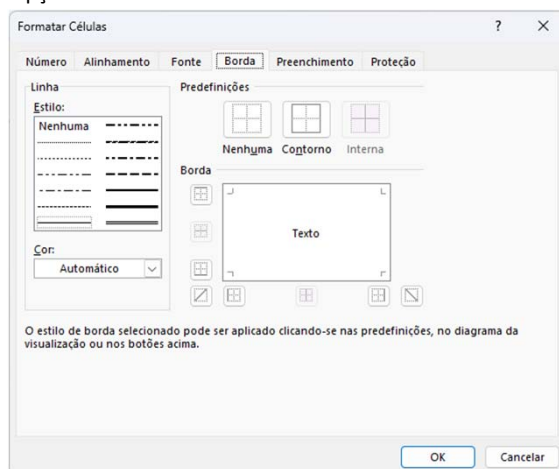 Formatar Células ? X
Número Alinhamento Fonte Borda Preenchimento Proteção
Linha
Estilo:
Nenhuma
Cor:
Automático
Predefinições
Nenhuma Contorno Interna
Borda
Texto
O estilo de borda selecionado pode ser aplicado clicando-se nas predefinições, no diagrama da
visualização ou nos botões acima.
OK Cancelar